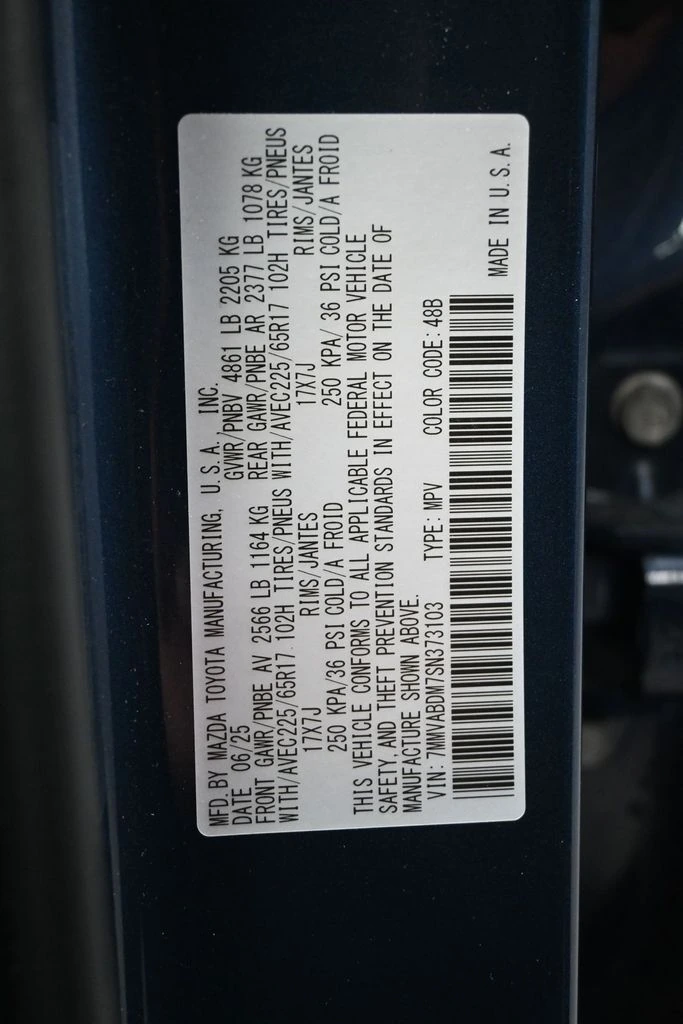 MFD. BY MAZDA TOYOTA MANUFACTURING, U.S.A. INC.
DATE 06/25 GVWR/PNBV 4861 LB 2205 KG
FRONT GAWR/PNBE AV 2566 LB 1164 KG REAR GAWR/PNBE AR 2377 LB 1078 KG
WITH/AVEC225/65R17 102H TIRES/PNEUS WITH/AVEC225/65R17 102H TIRES/PNEUS
17X7J RIMS/JANTES 17X7J RIMS/JANTES
250 KPA/36 PSI COLD/A FROID 250 KPA/ 36 PSI COLD/A FROID
THIS VEHICLE CONFORMS TO ALL APPLICABLE FEDERAL MOTOR VEHICLE
SAFETY, AND THEFT PREVENTION STANDARDS IN EFFECT ON THE DATE OF
MANUFACTURE SHOWN ABOVE.
VIN: 7MMVABDM7SN373103 TYPE: MPV COLOR CODE: 48B
MADE IN U.S.A.